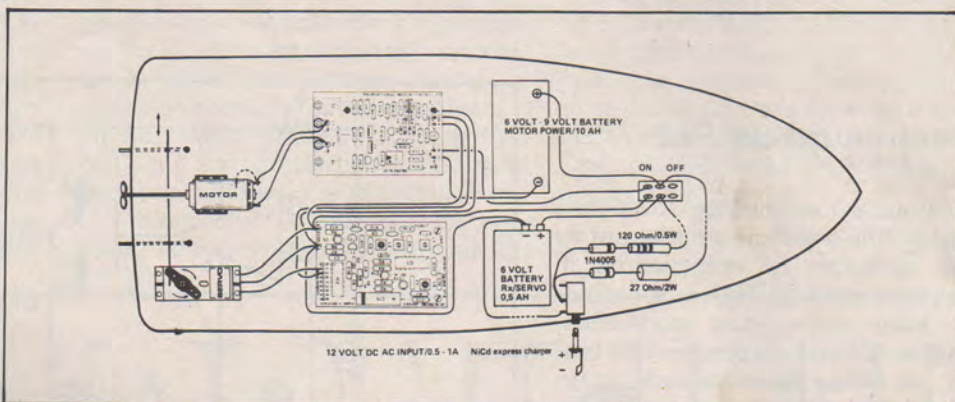 6 VOLT - 9 VOLT BATTERY
MOTOR POWER/10 AH
ON OFF
MOTOR
120 Ohm/0.5W
1N4005
6 VOLT
BATTERY
Rx/SERVO
0,5 AH
27 Ohm/2W
SERVO
12 VOLT DC AC INPUT/0.5 - 1A NiCd express charger
+
-